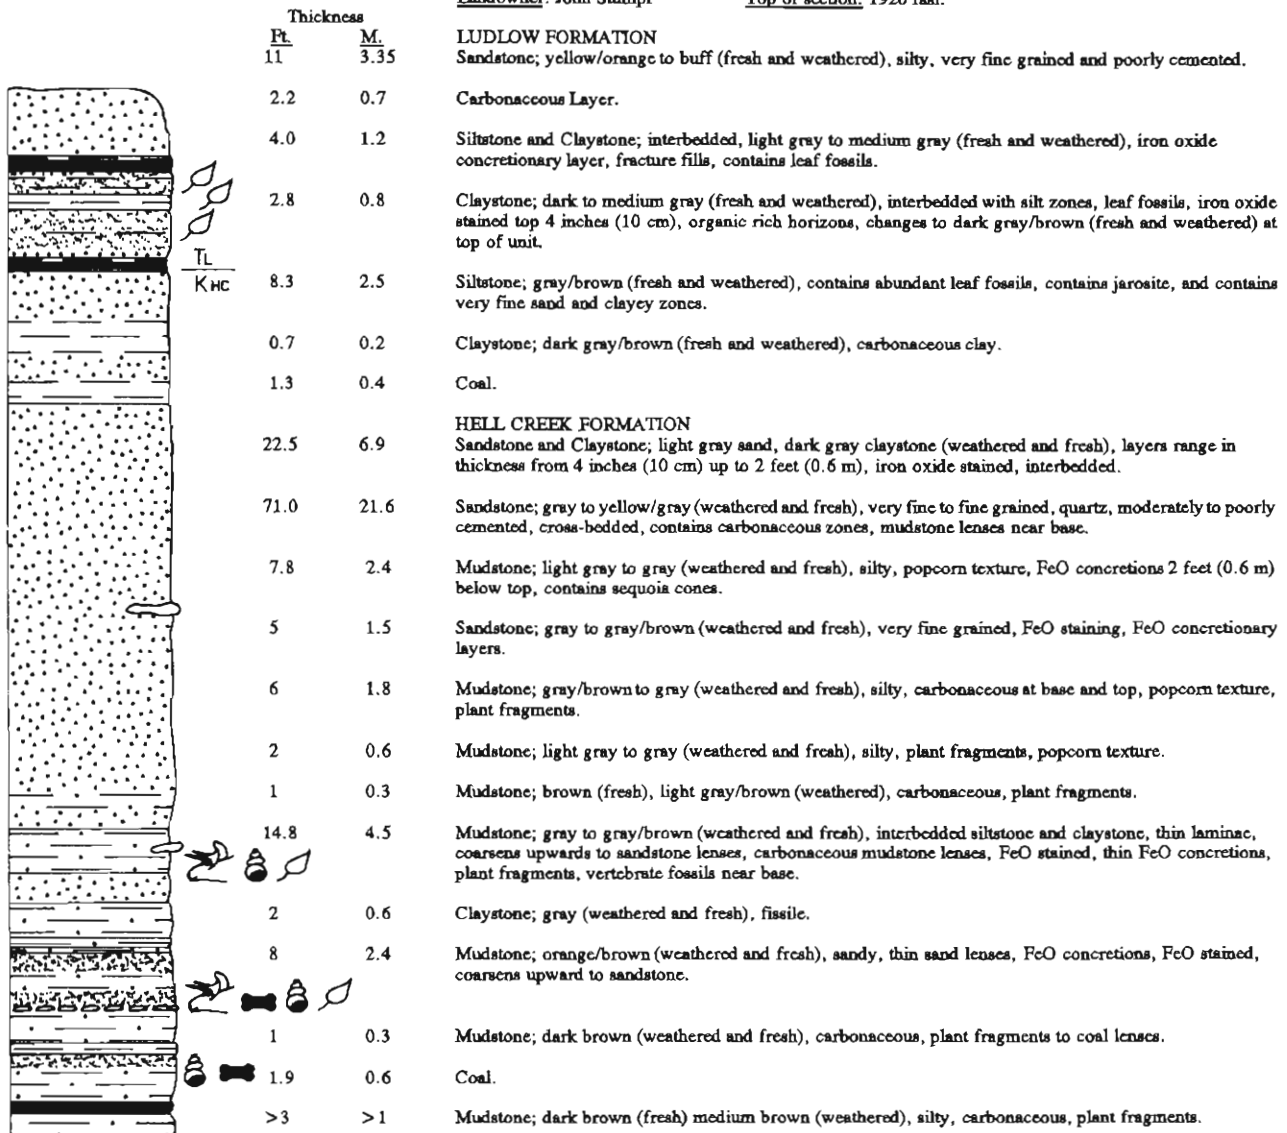 Landowner: John Stumpf Top of section: 1920 fasl.
Thickness
Ft. M. LUDLOW FORMATION
11 3.35 Sandstone; yellow/orange to buff (fresh and weathered), silty, very fine grained and poorly cemented.
2.2 0.7 Carbonaceous Layer.
4.0 1.2 Siltstone and Claystone; interbedded, light gray to medium gray (fresh and weathered), iron oxide
concretionary layer, fracture fills, contains leaf fossils.
2.8 0.8 Claystone; dark to medium gray (fresh and weathered), interbedded with silt zones, leaf fossils, iron oxide
stained top 4 inches (10 cm), organic rich horizons, changes to dark gray/brown (fresh and weathered) at
top of unit.
TL
KHC
8.3 2.5 Siltstone; gray/brown (fresh and weathered), contains abundant leaf fossils, contains jarosite, and contains
very fine sand and clayey zones.
0.7 0.2 Claystone; dark gray/brown (fresh and weathered), carbonaceous clay.
1.3 0.4 Coal.
HELL CREEK FORMATION
22.5 6.9 Sandstone and Claystone; light gray sand, dark gray claystone (weathered and fresh), layers range in
thickness from 4 inches (10 cm) up to 2 feet (0.6 m), iron oxide stained, interbedded.
71.0 21.6 Sandstone; gray to yellow/gray (weathered and fresh), very fine to fine grained, quartz, moderately to poorly
cemented, cross-bedded, contains carbonaceous zones, mudstone lenses near base.
7.8 2.4 Mudstone; light gray to gray (weathered and fresh), silty, popcorn texture, FeO concretions 2 feet (0.6 m)
below top, contains sequoia cones.
5 1.5 Sandstone; gray to gray/brown (weathered and fresh), very fine grained, FeO staining, FeO concretionary
layers.
6 1.8 Mudstone; gray/brown to gray (weathered and fresh), silty, carbonaceous at base and top, popcorn texture,
plant fragments.
2 0.6 Mudstone; light gray to gray (weathered and fresh), silty, plant fragments, popcorn texture.
1 0.3 Mudstone; brown (fresh), light gray/brown (weathered), carbonaceous, plant fragments.
14.8 4.5 Mudstone; gray to gray/brown (weathered and fresh), interbedded siltstone and claystone, thin laminae,
coarsens upwards to sandstone lenses, carbonaceous mudstone lenses, FeO stained, thin FeO concretions,
plant fragments, vertebrate fossils near base.
2 0.6 Claystone; gray (weathered and fresh), fissile.
8 2.4 Mudstone; orange/brown (weathered and fresh), sandy, thin sand lenses, FeO concretions, FeO stained,
coarsens upward to sandstone.
1 0.3 Mudstone; dark brown (weathered and fresh), carbonaceous, plant fragments to coal lenses.
1.9 0.6 Coal.
>3 >1 Mudstone; dark brown (fresh) medium brown (weathered), silty, carbonaceous, plant fragments.